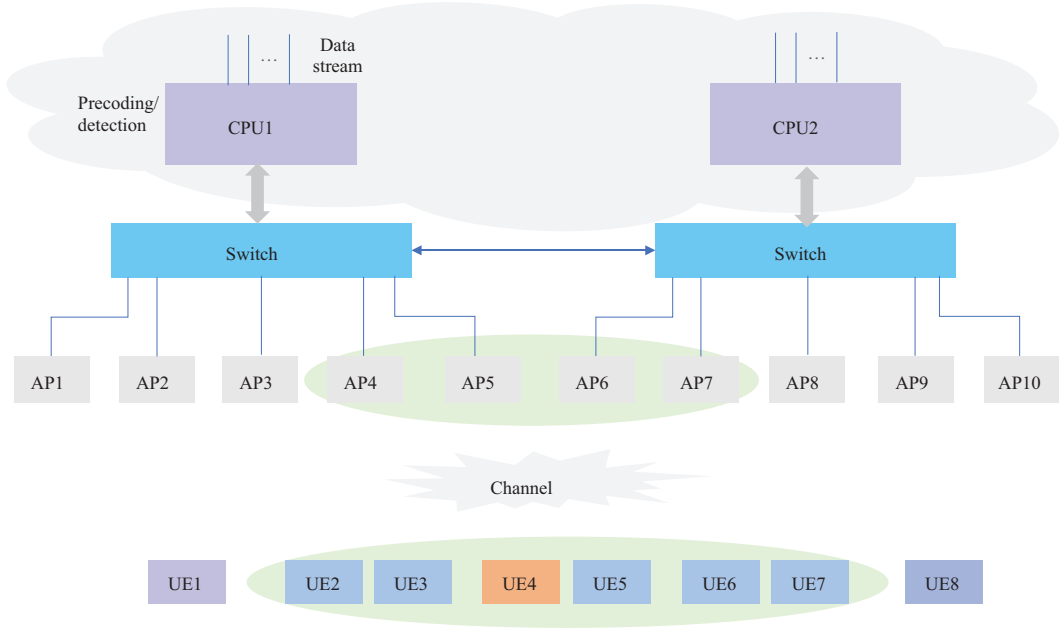 Data
stream
...
...
Precoding/
detection
CPU1
CPU2
Switch
Switch
AP1
AP2
AP3
AP4
AP5
AP6
AP7
AP8
AP9
AP10
Channel
UE1
UE2
UE3
UE4
UE5
UE6
UE7
UE8